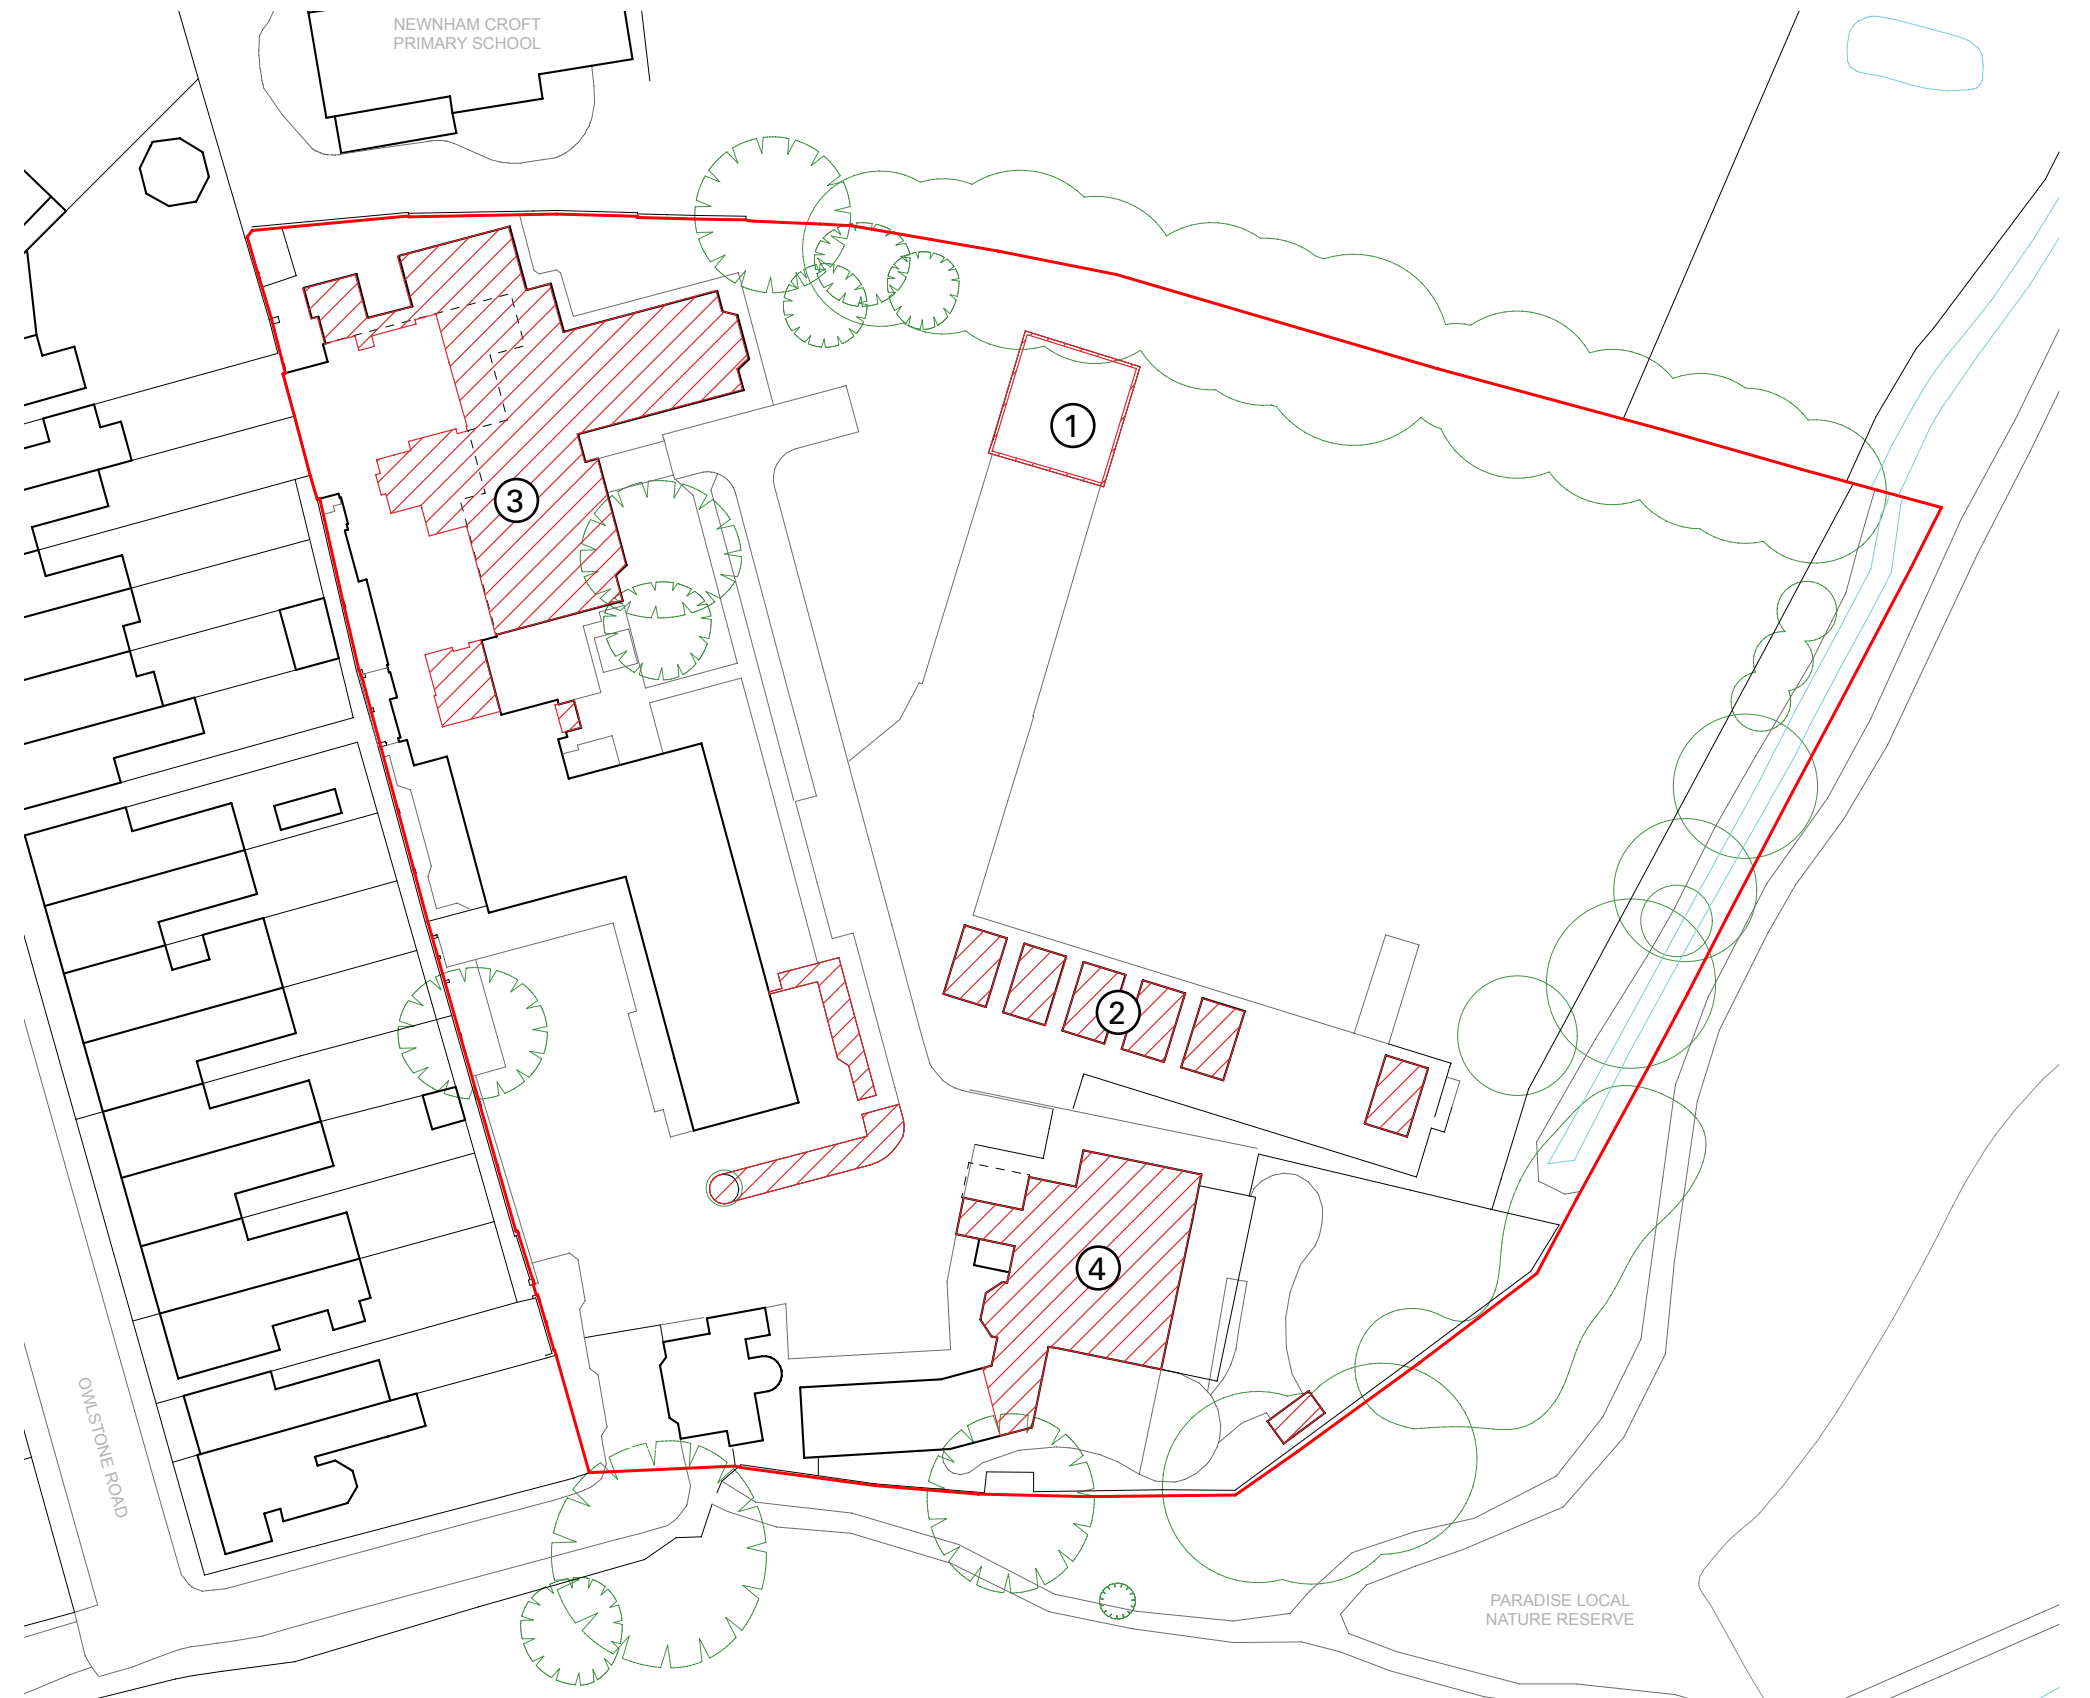 NEWNHAM CROFT
PRIMARY SCHOOL
1
3
2
4
OWLSTONE ROAD
PARADISE LOCAL
NATURE RESERVE